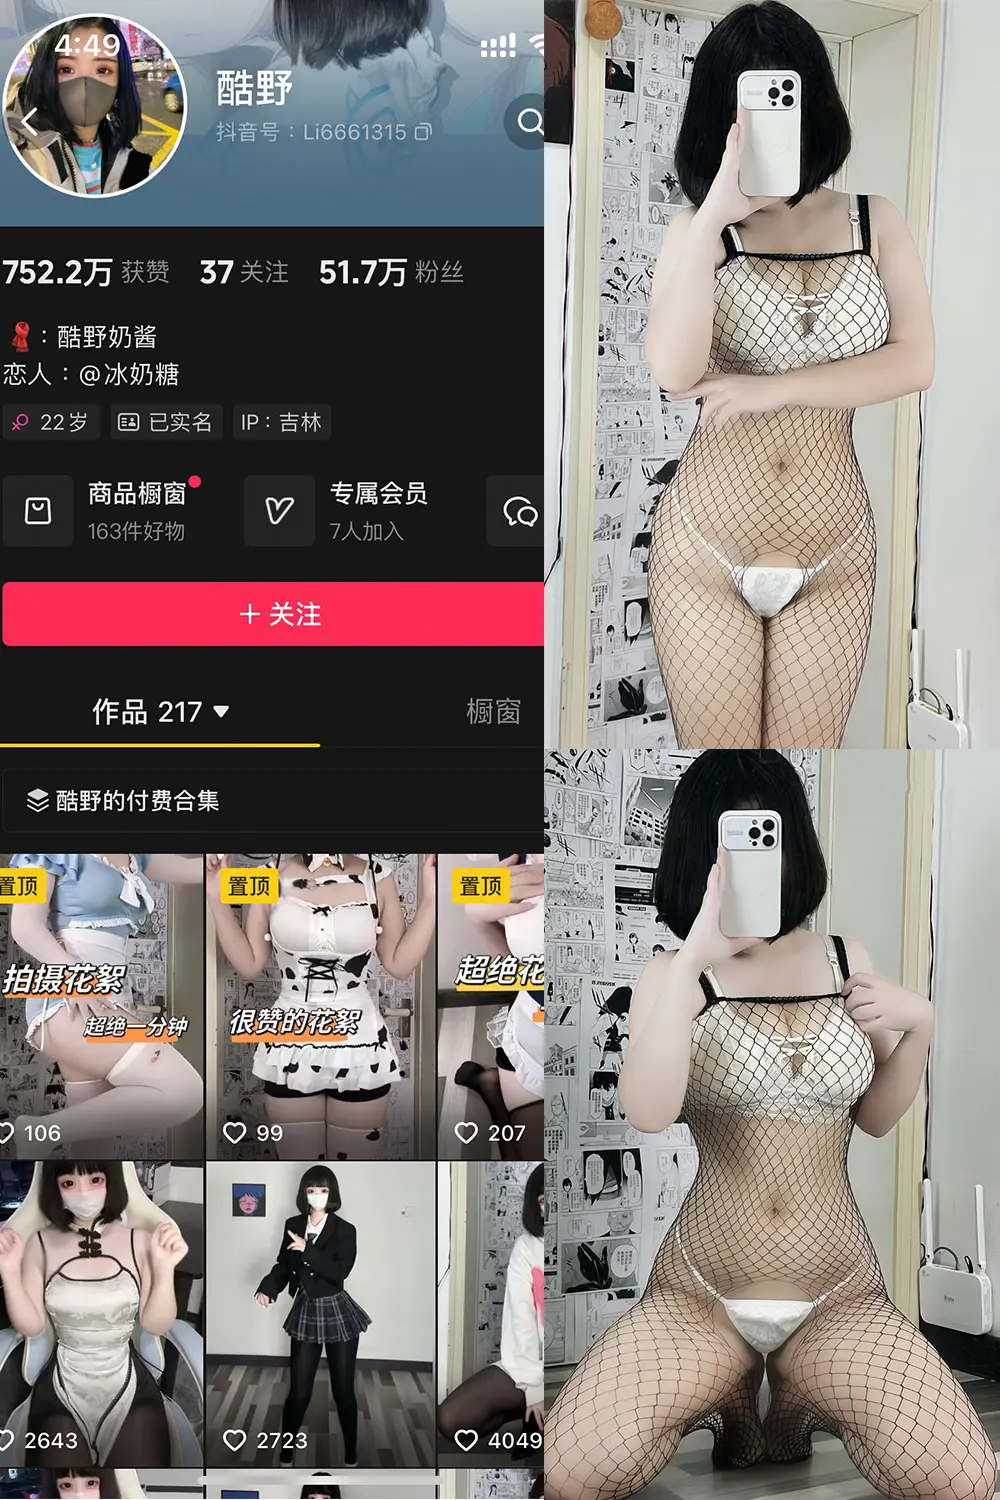 4:49
酷野
抖音号：Li6661315
752.2万 获赞 37 关注 51.7万 粉丝
：酷野奶酱
恋人：@冰奶糖
22岁 已实名 IP：吉林
商品橱窗 专属会员
163件好物 7人加入
＋ 关注
作品 217 橱窗
酷野的付费合集
置顶 置顶 置顶
拍摄花絮
超绝一分钟
很赞的花絮
超绝花
106 99 207
2643 2723 4049